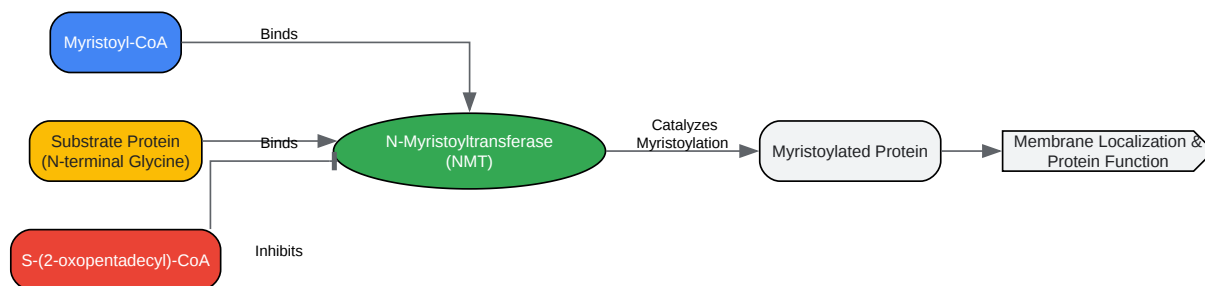 Myristoyl-CoA
Binds
Substrate Protein
(N-terminal Glycine)
Binds
N-Myristoyltransferase
(NMT)
Catalyzes
Myristoylation
Myristoylated Protein
Membrane Localization &
Protein Function
S-(2-oxopentadecyl)-CoA
Inhibits